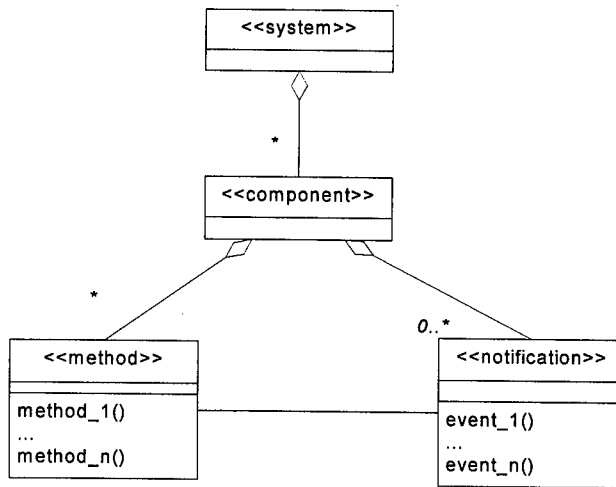 <<system>>
*
<<component>>
*
0..*
<<method>>
<<notification>>
method_1()
...
method_n()
event_1()
...
event_n()